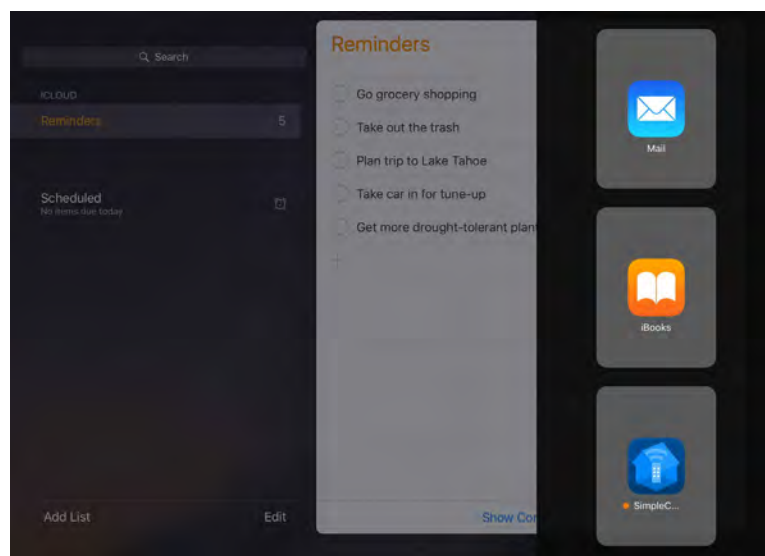 Search
ICLOUD
Reminders 5
Scheduled
No items due today
Add List Edit
Reminders
Go grocery shopping
Take out the trash
Plan trip to Lake Tahoe
Take car in for tune-up
Get more drought-tolerant plan
Show Con
Mail
iBooks
SimpleC...